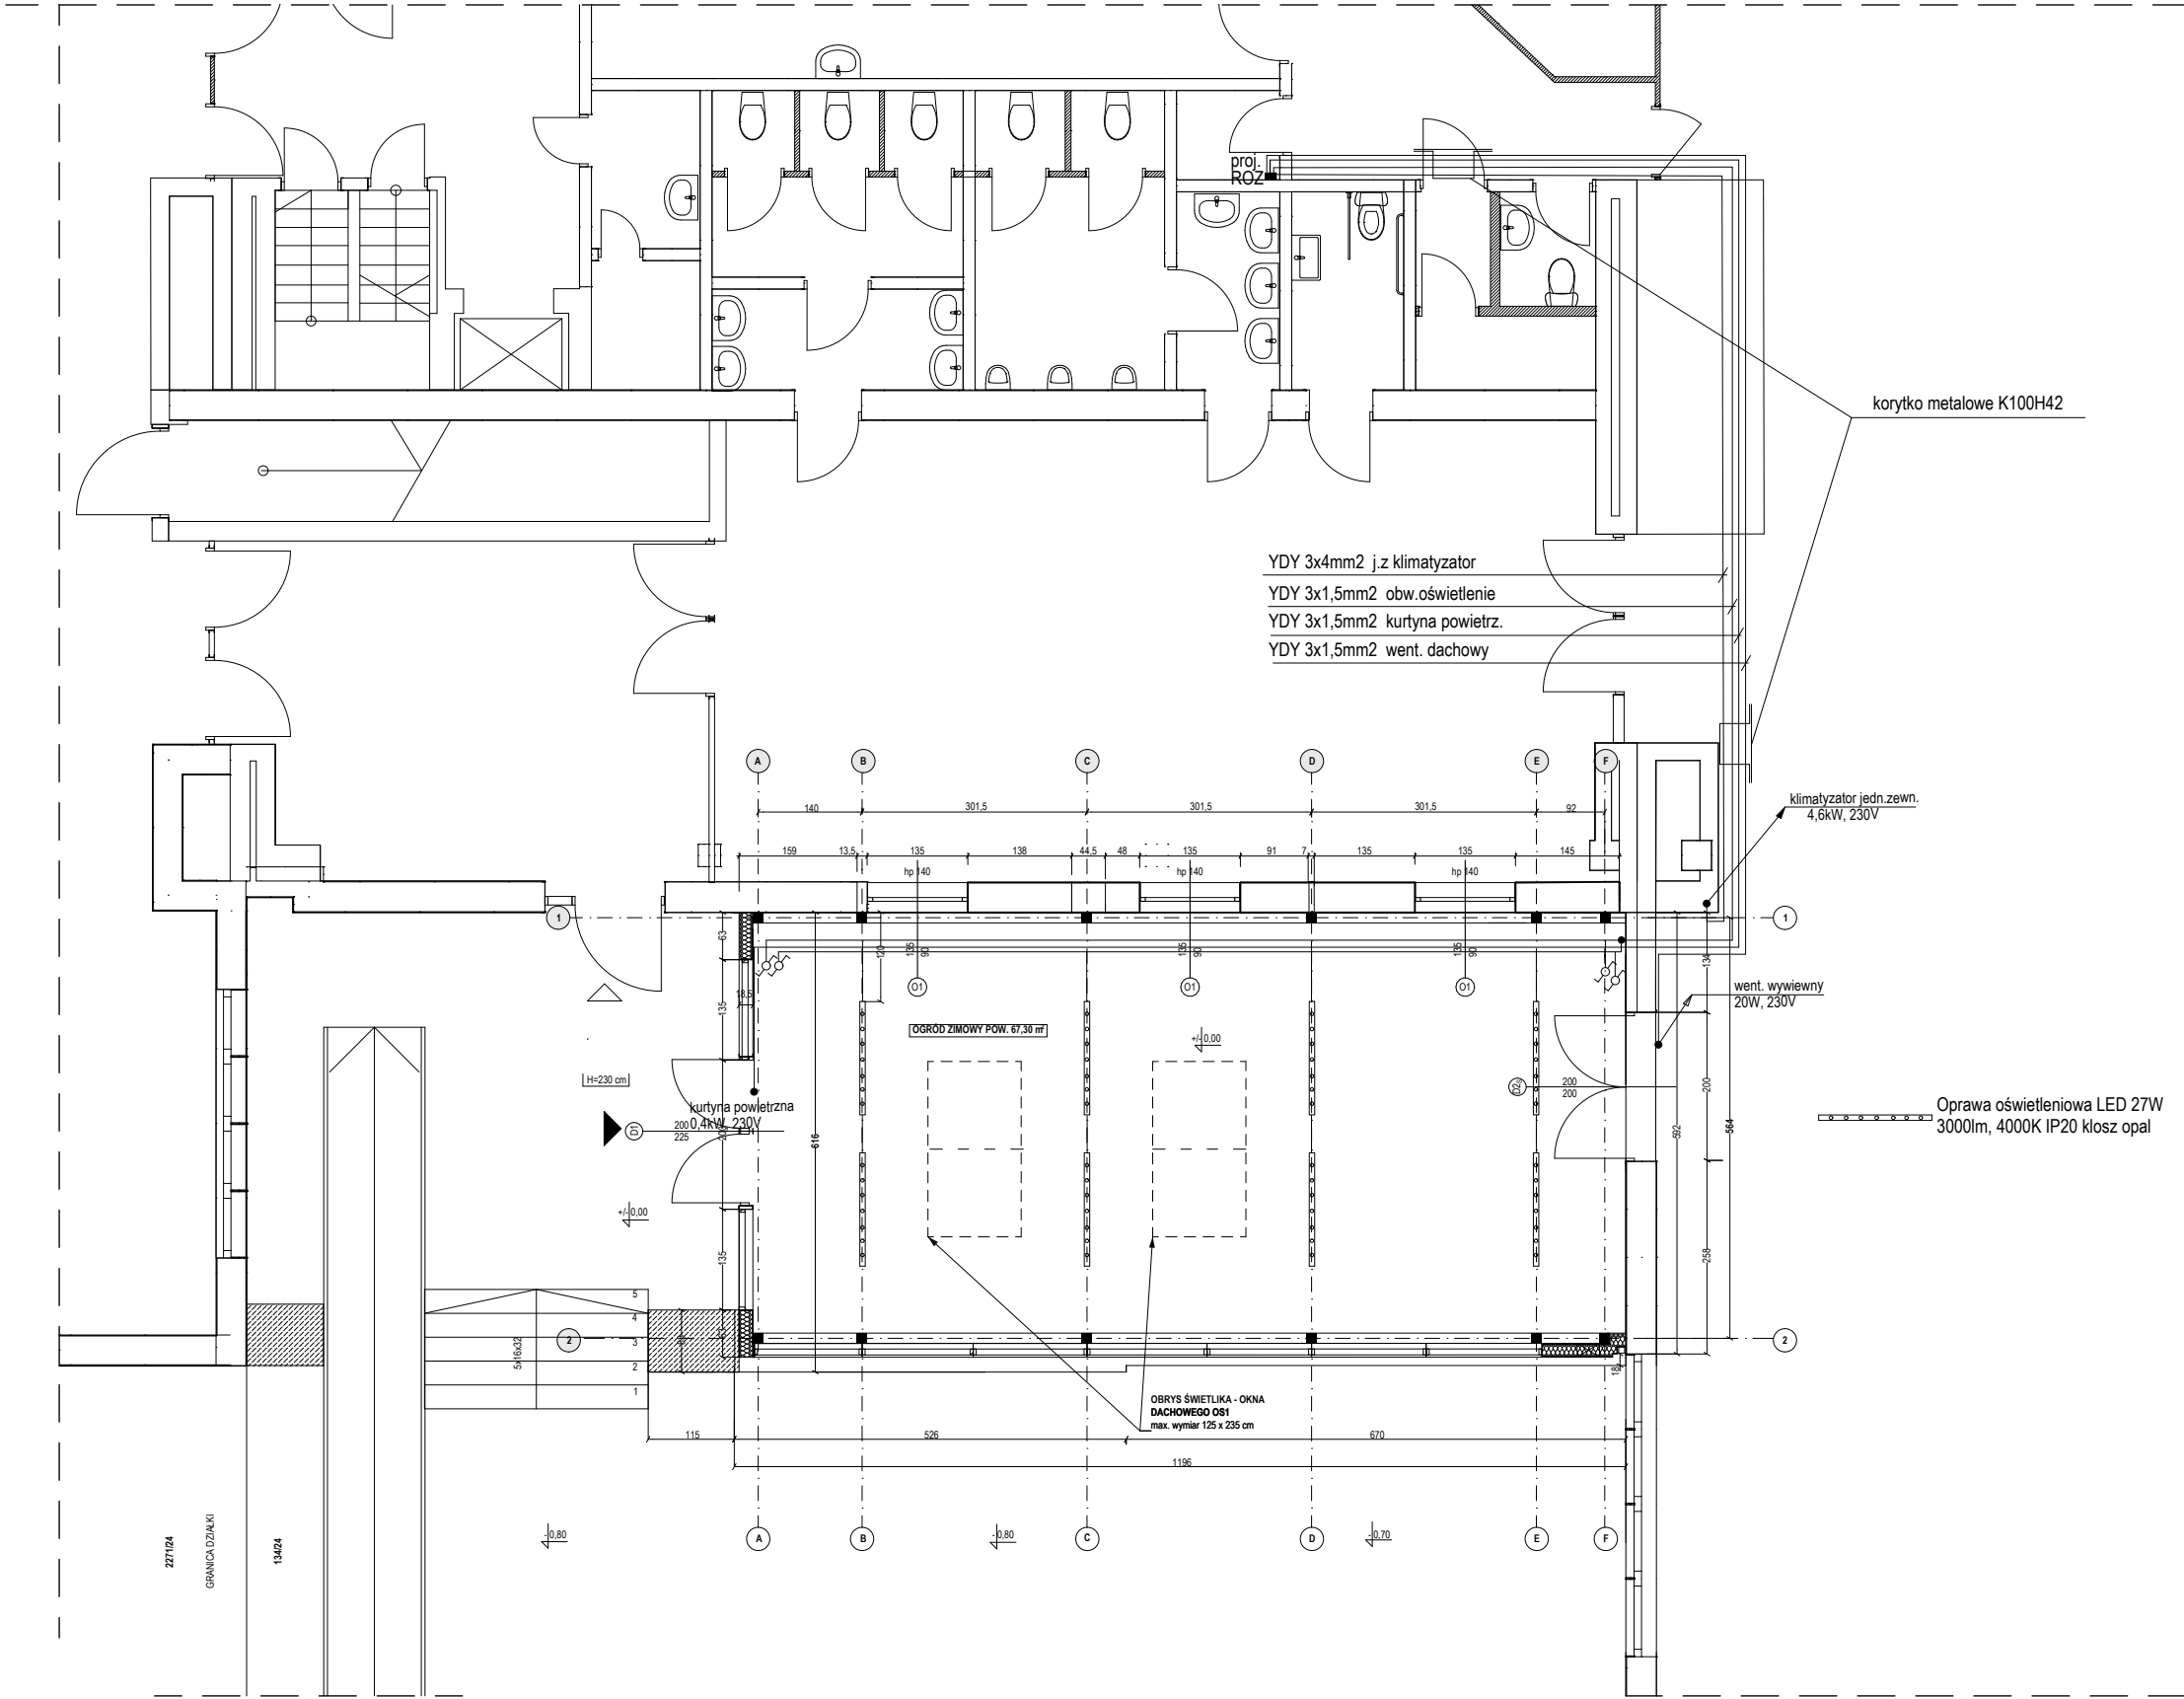 proj.
ROZ
korytko metalowe K100H42
YDY 3x4mm2 j.z klimatyzator
YDY 3x1,5mm2 obw.oświetlenie
YDY 3x1,5mm2 kurtyna powietrz.
YDY 3x1,5mm2 went. dachowy
A B C D E F
140 301,5 301,5 301,5 92
klimatyzator jedn.zewn.
4,6kW, 230V
159 13,5 135 138 44,5 48 135 91 7 135 135 145
hp 140 hp 140 hp 140
1 1
63
120
135
90
135
90
135
90
134
O1 O1 O1
18,5
135
went. wywiewny
20W, 230V
OGRÓD ZIMOWY POW. 67,30 m²
+/-0,00
H=230 cm
kurtyna powietrzna
0,4kW, 230V
D1
200
225
616
200
200
200
592
564
Oprawa oświetleniowa LED 27W
3000lm, 4000K IP20 klosz opal
+/-0,00
135
258
5
4
3
2
1
5x16x32
2 2
63
18
OBRYS ŚWIETLIKA - OKNA
DACHOWEGO OS1
max. wymiar 125 x 235 cm
115 526 670
1196
A B C D E F
-0,80 -0,80 -0,70
2271/24
GRANICA DZIAŁKI
134/24